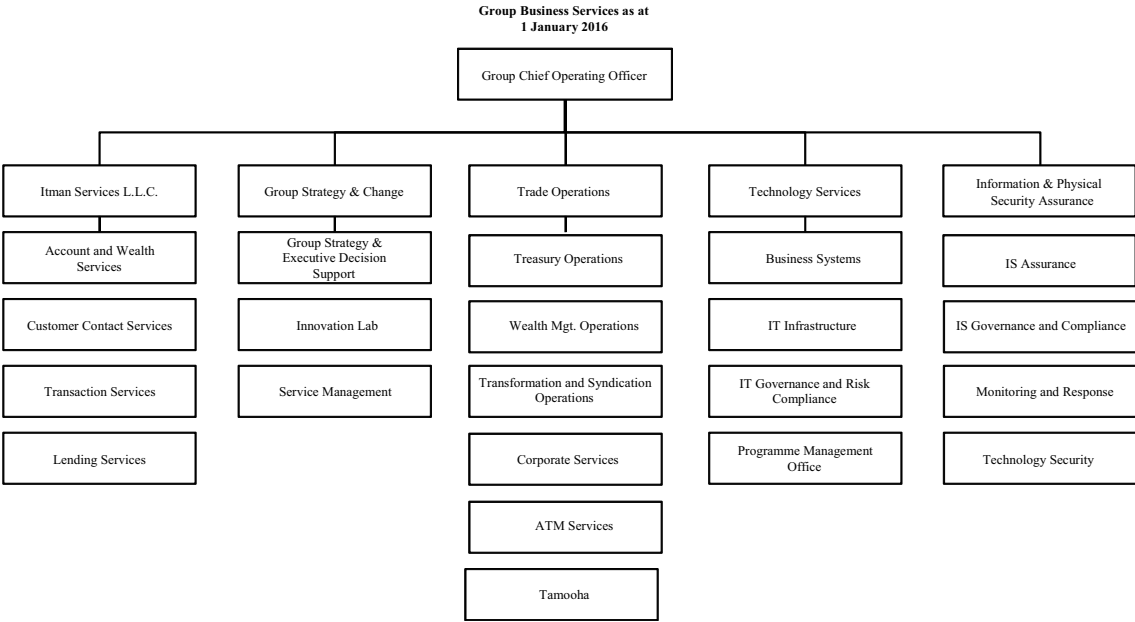 Group Business Services as at
1 January 2016
Group Chief Operating Officer
Itman Services L.L.C.
Group Strategy & Change
Trade Operations
Technology Services
Information & Physical
Security Assurance
Account and Wealth
Services
Group Strategy &
Executive Decision
Support
Treasury Operations
Business Systems
IS Assurance
Customer Contact Services
Innovation Lab
Wealth Mgt. Operations
IT Infrastructure
IS Governance and Compliance
Transaction Services
Service Management
Transformation and Syndication
Operations
IT Governance and Risk
Compliance
Monitoring and Response
Lending Services
Corporate Services
Programme Management
Office
Technology Security
ATM Services
Tamooha